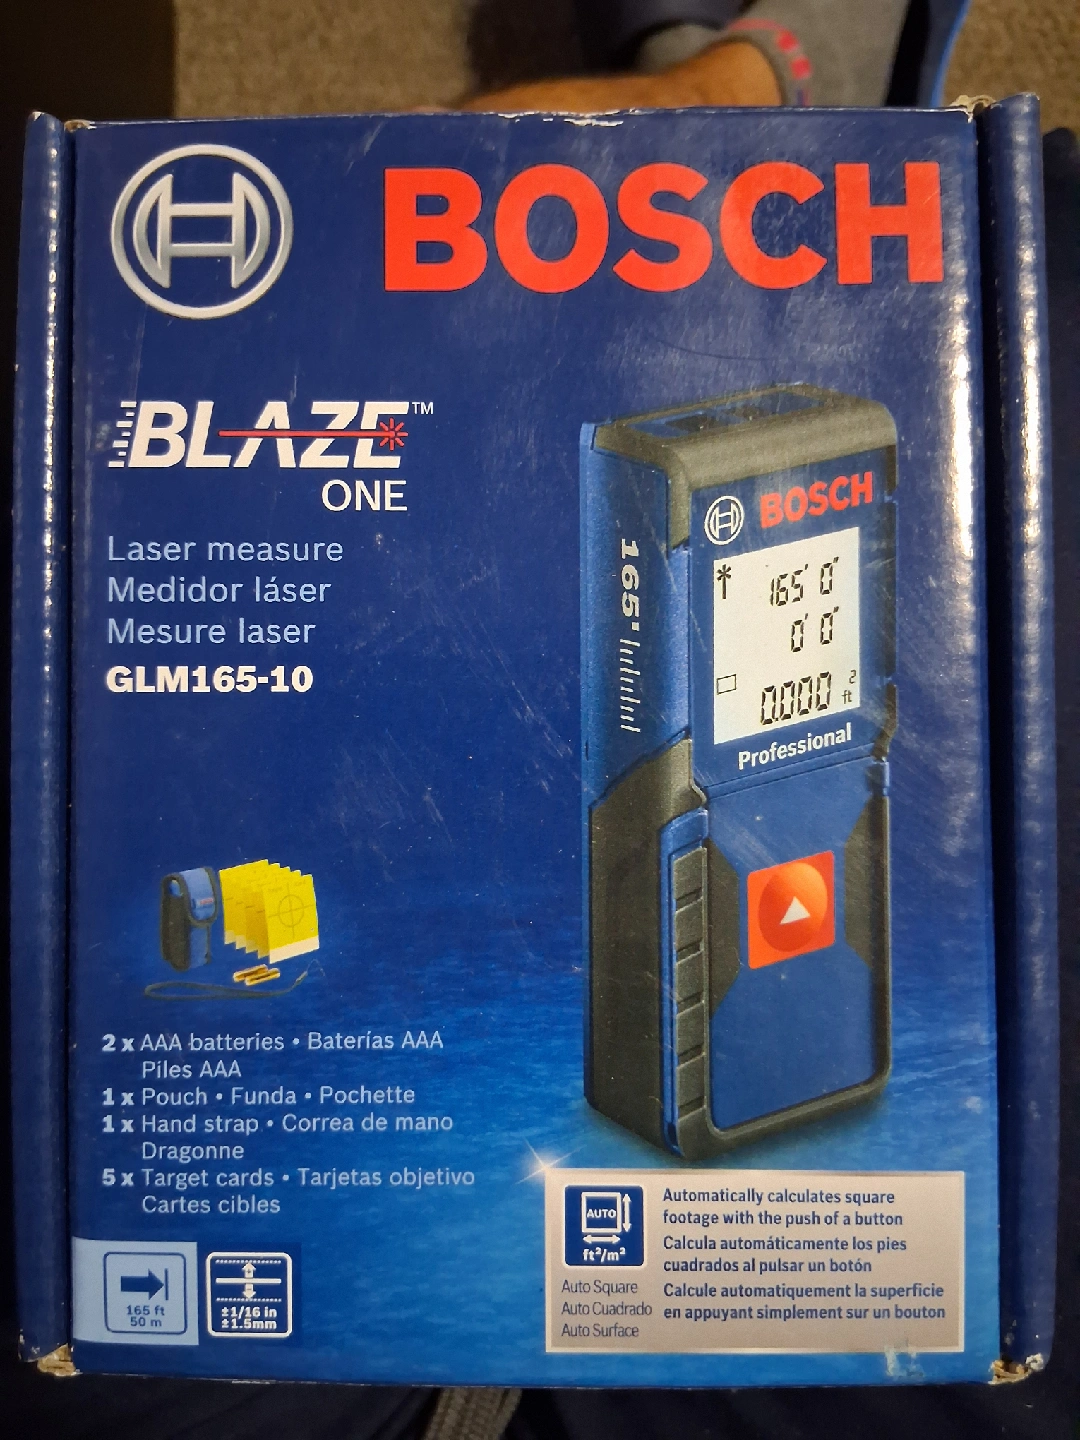 BOSCH
BLAZE™
ONE
Laser measure
Medidor láser
Mesure laser
GLM165-10
BOSCH
165'
165' 0"
0' 0"
0.000 ft²
Professional
2 x AAA batteries • Baterías AAA
Piles AAA
1 x Pouch • Funda • Pochette
1 x Hand strap • Correa de mano
Dragonne
5 x Target cards • Tarjetas objetivo
Cartes cibles
165 ft
50 m
±1/16 in
±1.5mm
AUTO
ft²/m²
Auto Square
Auto Cuadrado
Auto Surface
Automatically calculates square
footage with the push of a button
Calcula automáticamente los pies
cuadrados al pulsar un botón
Calcule automatiquement la superficie
en appuyant simplement sur un bouton